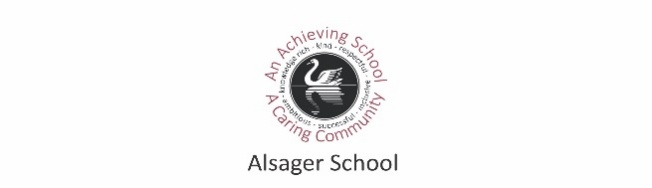 An Achieving School
knowledge rich - kind - respectful - inclusive - successful - ambitious -
A Caring Community
Alsager School